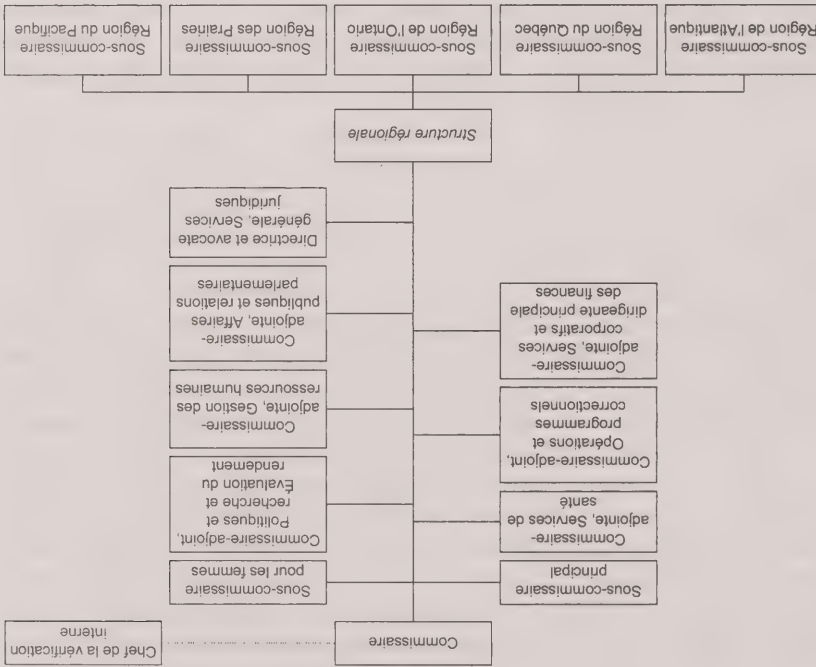 Commissaire
Chef de la vérification
interne
Sous-commissaire
principal
Sous-commissaire
pour les femmes
Commissaire-
adjointe, Services de
santé
Commissaire-adjoint,
Politiques et
recherche et
Évaluation du
rendement
Commissaire-adjoint,
Opérations et
programmes
correctionnels
Commissaire-
adjointe, Gestion des
ressources humaines
Commissaire-
adjointe, Services
corporatifs et
dirigeante principale
des finances
Commissaire-
adjointe, Affaires
publiques et relations
parlementaires
Directrice et avocate
générale, Services
juridiques
Structure régionale
Sous-commissaire
Région de l'Atlantique
Sous-commissaire
Région Du Québec
Sous-commissaire
Région de l'Ontario
Sous-commissaire
Région des Prairies
Sous-commissaire
Région du Pacifique